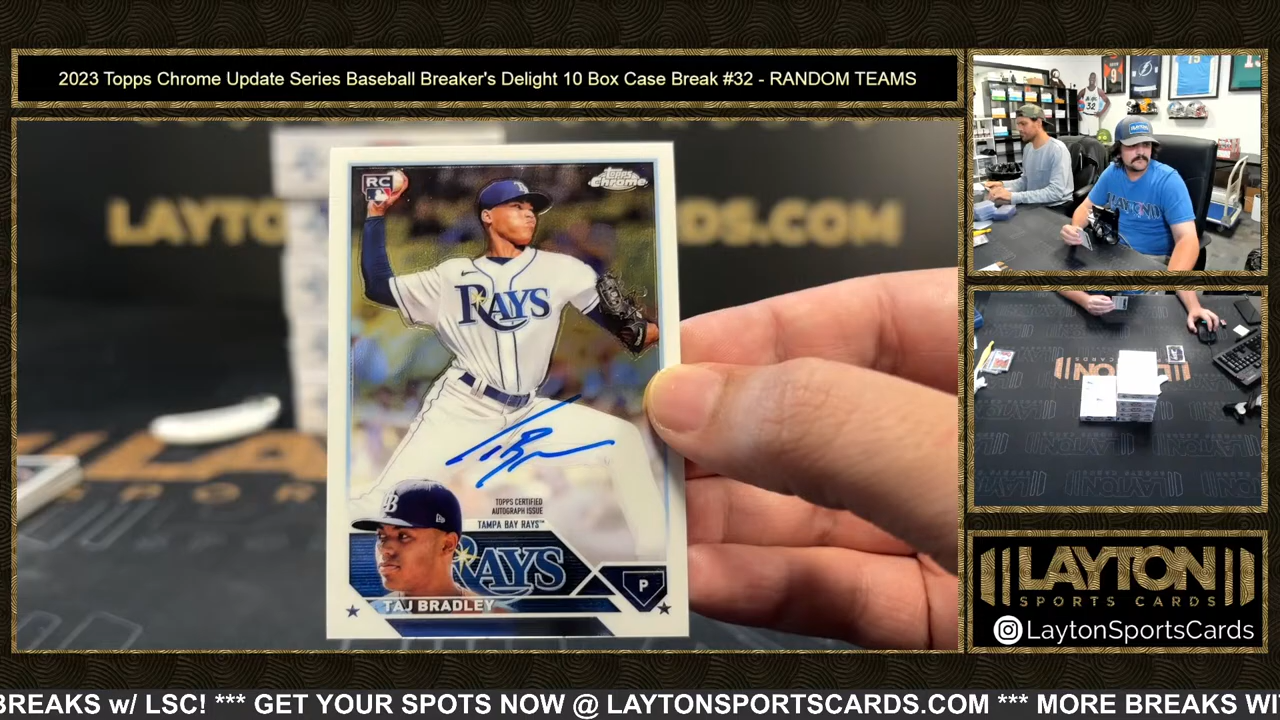 2023 Topps Chrome Update Series Baseball Breaker's Delight 10 Box Case Break #32 - RANDOM TEAMS
RC
Topps Chrome
RAYS
TOPPS CERTIFIED
AUTOGRAPH ISSUE
TAMPA BAY RAYS™
RAYS
TB
P
TAJ BRADLEY
LAYTON
SPORTS CARDS
LaytonSportsCards
BREAKS w/ LSC! *** GET YOUR SPOTS NOW @ LAYTONSPORTSCARDS.COM *** MORE BREAKS WI